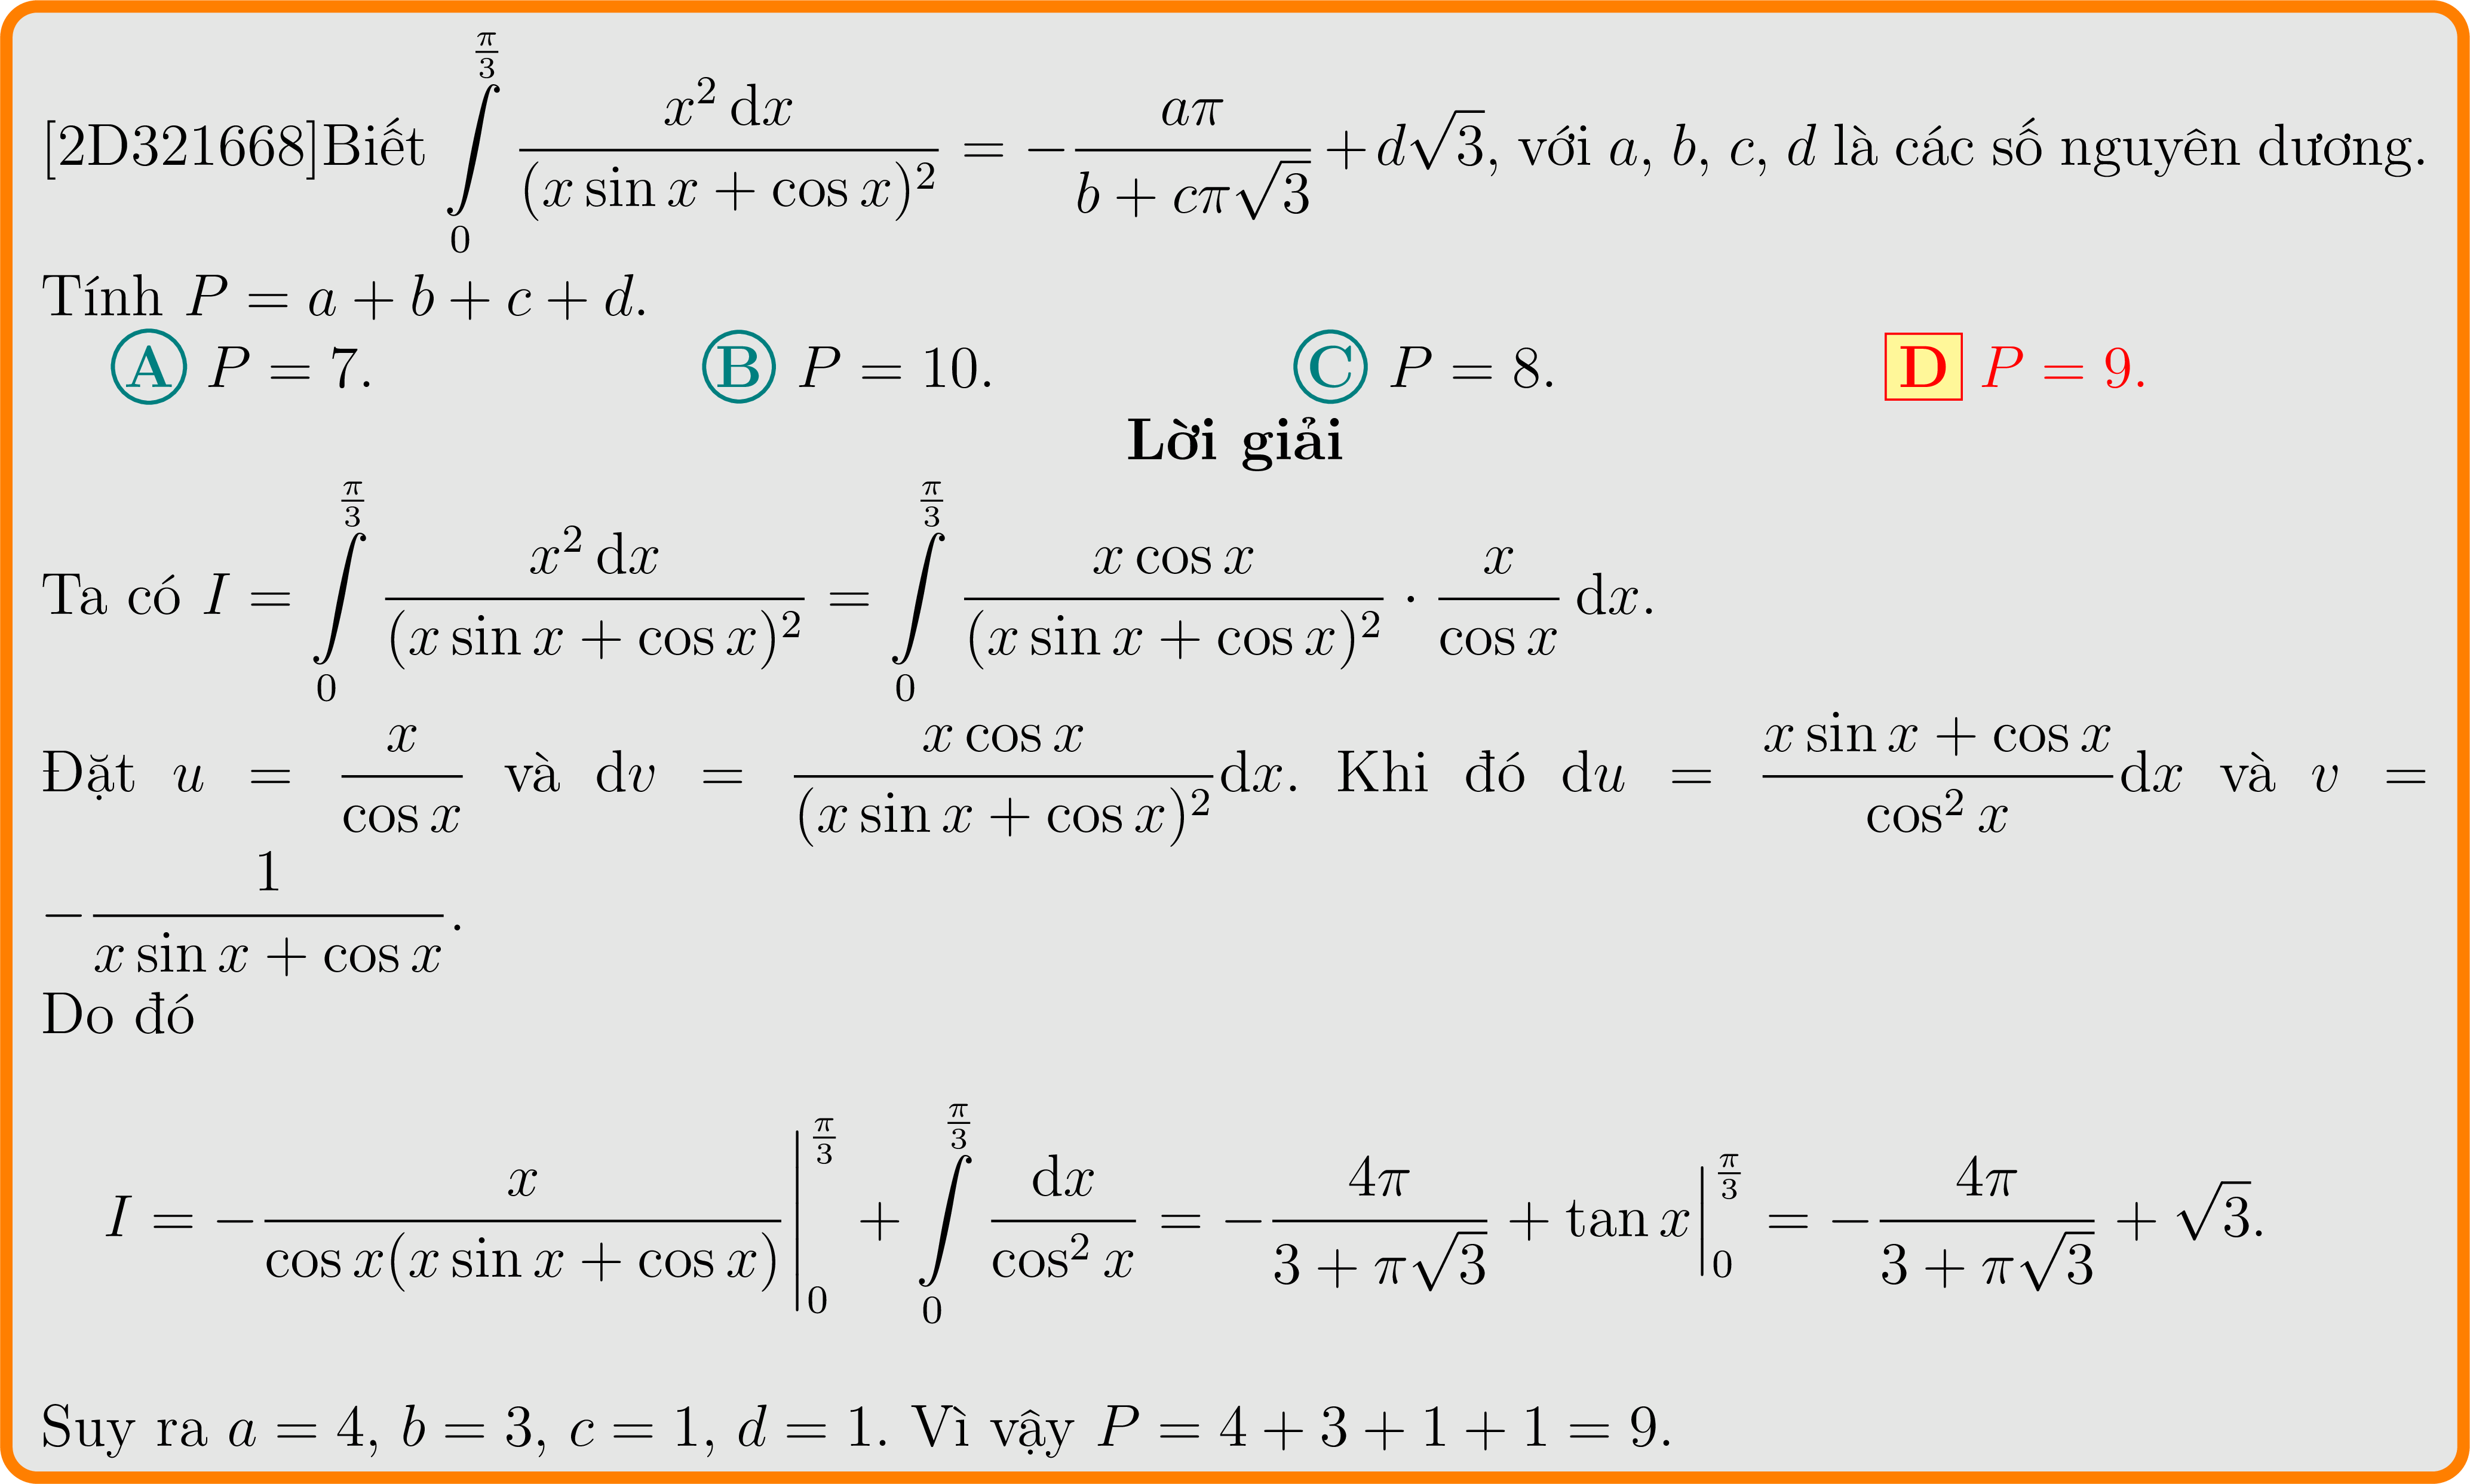 [2D321668]Biết $\int\limits_0^{\frac{\pi}{3}} \frac{x^2 \,\mathrm{d}x}{(x \sin x + \cos x)^2} = -\frac{a\pi}{b + c\pi\sqrt{3}} + d\sqrt{3}$, với $a$, $b$, $c$, $d$ là các số nguyên dương.
Tính $P = a + b + c + d$.
A $P = 7$. B $P = 10$. C $P = 8$. D $P = 9$.
Lời giải
Ta có $I = \int\limits_0^{\frac{\pi}{3}} \frac{x^2 \,\mathrm{d}x}{(x \sin x + \cos x)^2} = \int\limits_0^{\frac{\pi}{3}} \frac{x \cos x}{(x \sin x + \cos x)^2} \cdot \frac{x}{\cos x} \,\mathrm{d}x$.
Đặt $u = \frac{x}{\cos x}$ và $\mathrm{d}v = \frac{x \cos x}{(x \sin x + \cos x)^2} \mathrm{d}x$. Khi đó $\mathrm{d}u = \frac{x \sin x + \cos x}{\cos^2 x} \mathrm{d}x$ và $v =$
$-\frac{1}{x \sin x + \cos x}$.
Do đó
$I = -\frac{x}{\cos x(x \sin x + \cos x)} \Big|_0^{\frac{\pi}{3}} + \int\limits_0^{\frac{\pi}{3}} \frac{\mathrm{d}x}{\cos^2 x} = -\frac{4\pi}{3 + \pi\sqrt{3}} + \tan x \Big|_0^{\frac{\pi}{3}} = -\frac{4\pi}{3 + \pi\sqrt{3}} + \sqrt{3}$.
Suy ra $a = 4$, $b = 3$, $c = 1$, $d = 1$. Vì vậy $P = 4 + 3 + 1 + 1 = 9$.